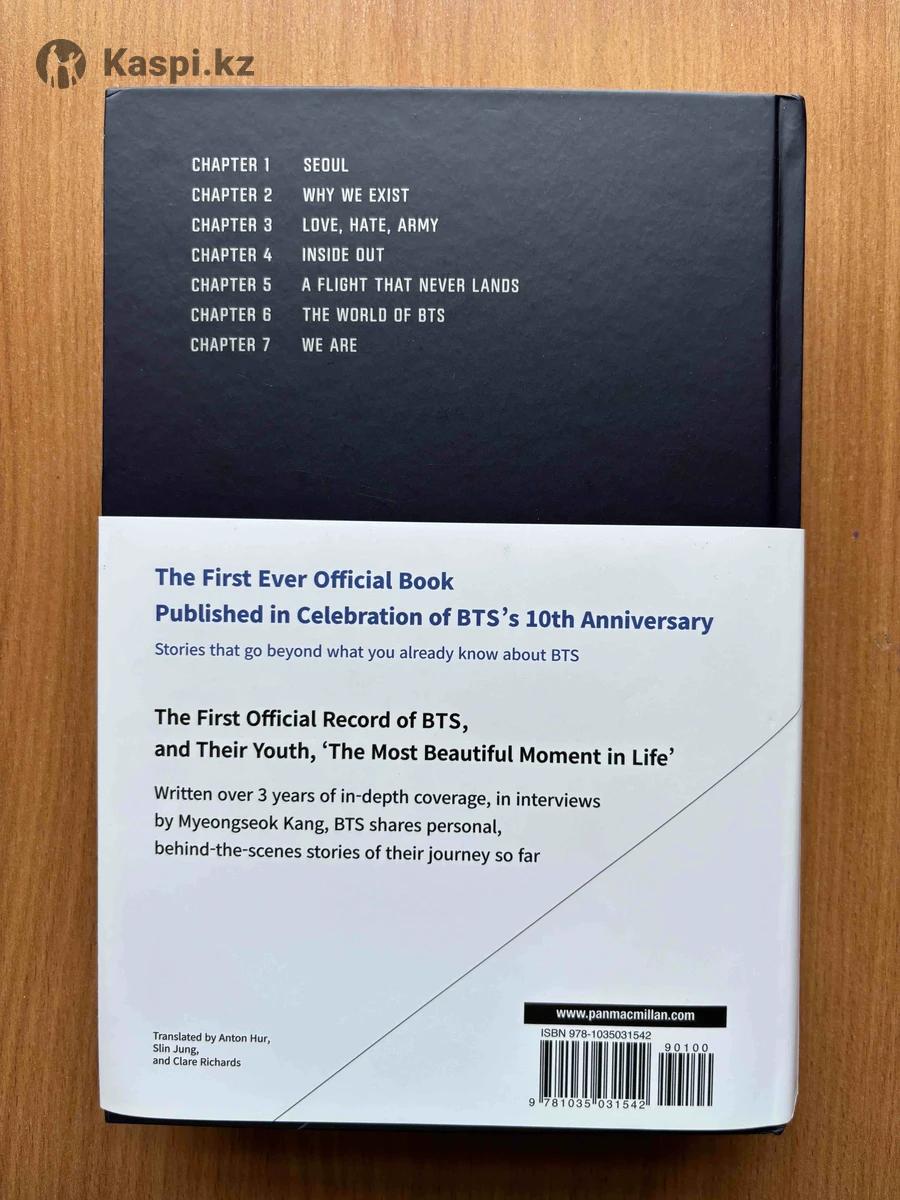 Kaspi.kz
CHAPTER 1 SEOUL
CHAPTER 2 WHY WE EXIST
CHAPTER 3 LOVE, HATE, ARMY
CHAPTER 4 INSIDE OUT
CHAPTER 5 A FLIGHT THAT NEVER LANDS
CHAPTER 6 THE WORLD OF BTS
CHAPTER 7 WE ARE
The First Ever Official Book
Published in Celebration of BTS’s 10th Anniversary
Stories that go beyond what you already know about BTS
The First Official Record of BTS,
and Their Youth, ‘The Most Beautiful Moment in Life’
Written over 3 years of in-depth coverage, in interviews
by Myeongseok Kang, BTS shares personal,
behind-the-scenes stories of their journey so far
Translated by Anton Hur,
Slin Jung,
and Clare Richards
www.panmacmillan.com
ISBN 978-1035031542
90100
9 781035 031542